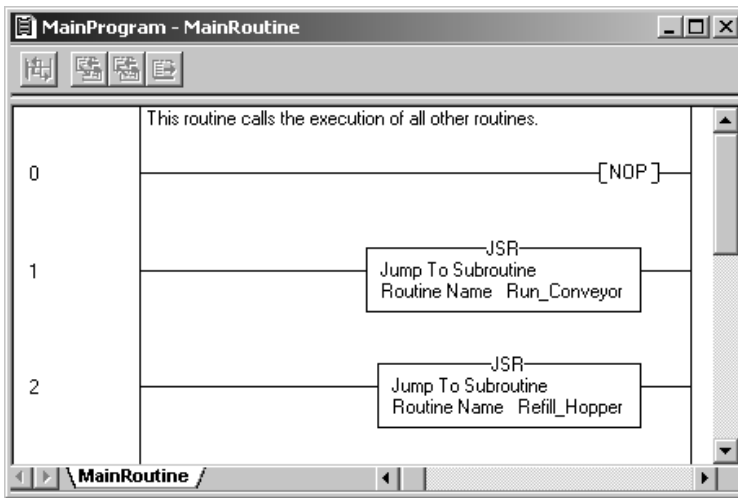 MainProgram - MainRoutine
This routine calls the execution of all other routines.
0
NOP
JSR
1
Jump To Subroutine
Routine Name Run_Conveyor
JSR
2
Jump To Subroutine
Routine Name Refill_Hopper
MainRoutine